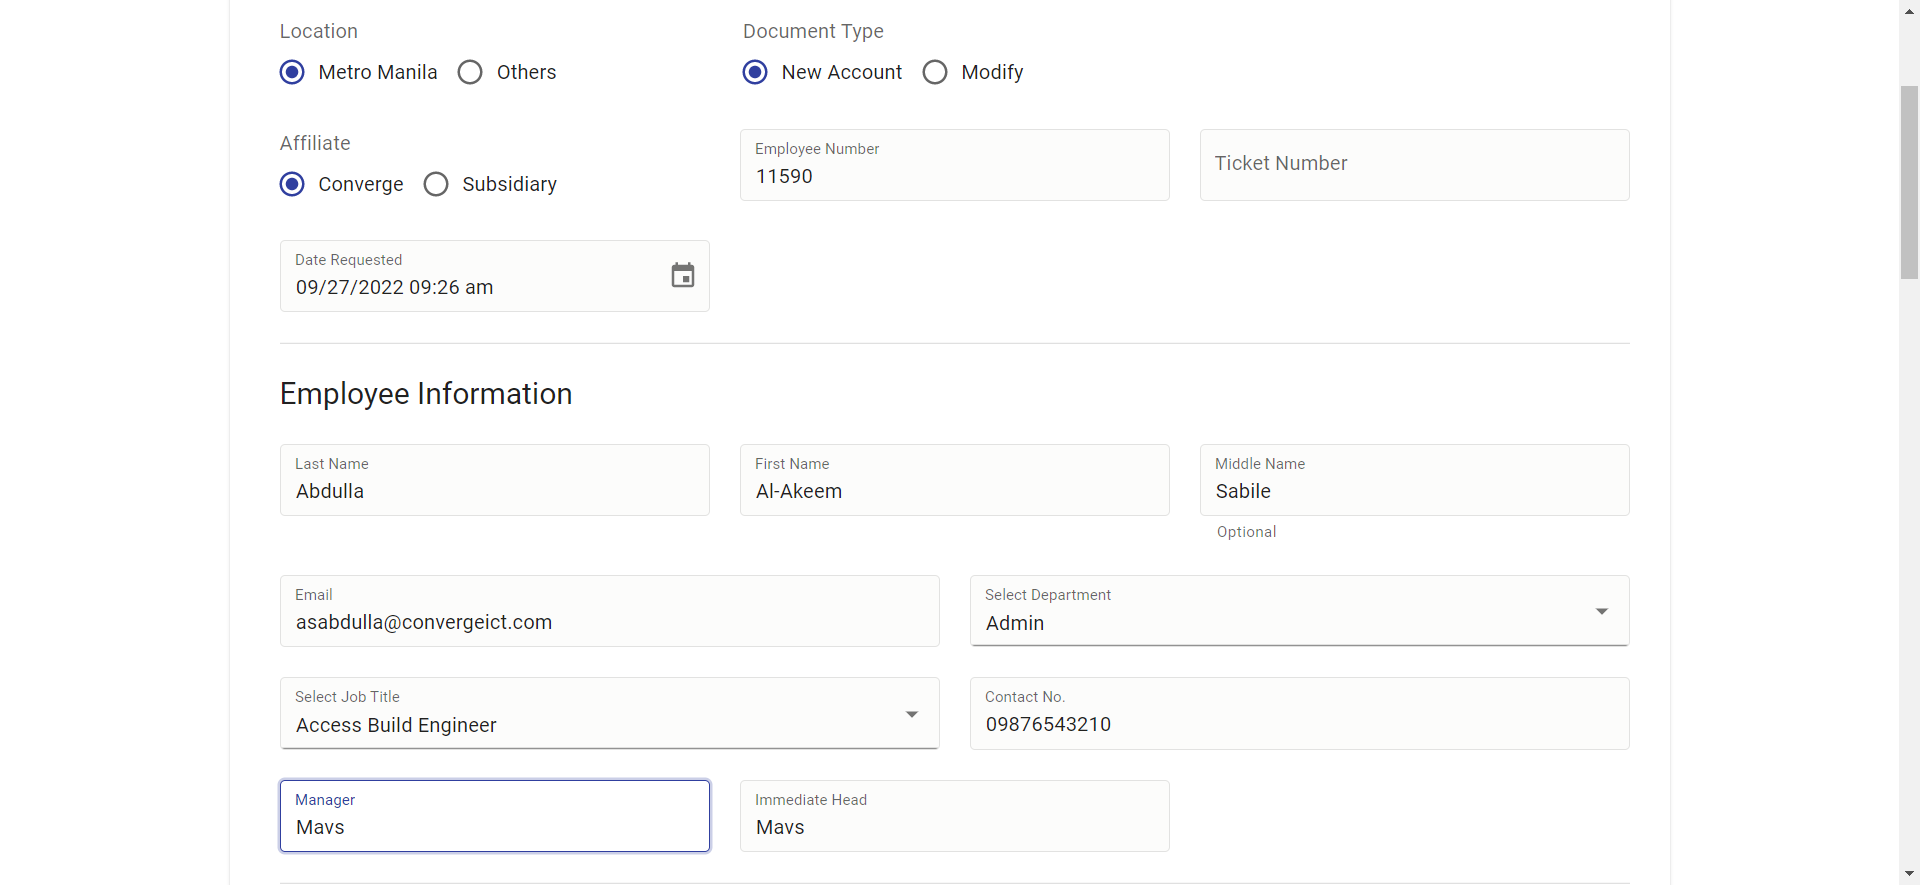 Location
Document Type
Metro Manila
Others
New Account
Modify
Affiliate
Converge
Subsidiary
Employee Number
11590
Ticket Number
Date Requested
09/27/2022 09:26 am
Employee Information
Last Name
Abdulla
First Name
Al-Akeem
Middle Name
Sabile
Optional
Email
asabdulla@convergeict.com
Select Department
Admin
Select Job Title
Access Build Engineer
Contact No.
09876543210
Manager
Mavs
Immediate Head
Mavs